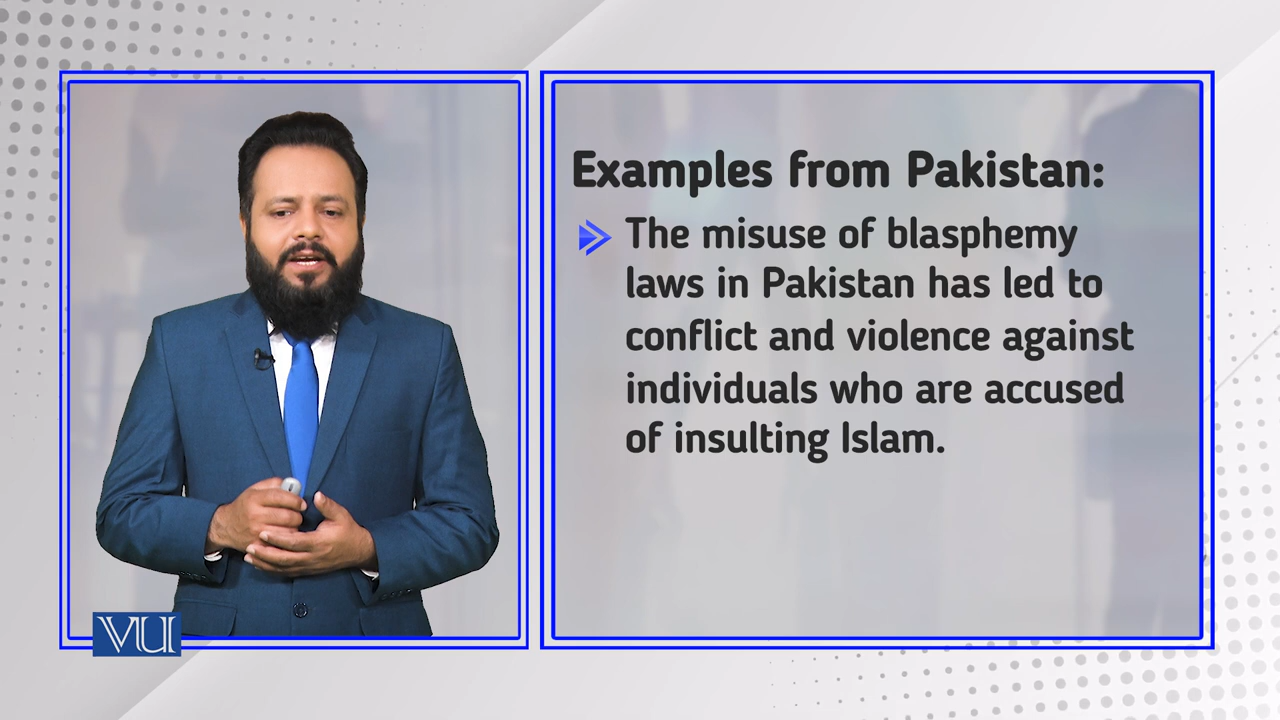 Examples from Pakistan:
The misuse of blasphemy
laws in Pakistan has led to
conflict and violence against
individuals who are accused
of insulting Islam.
VU